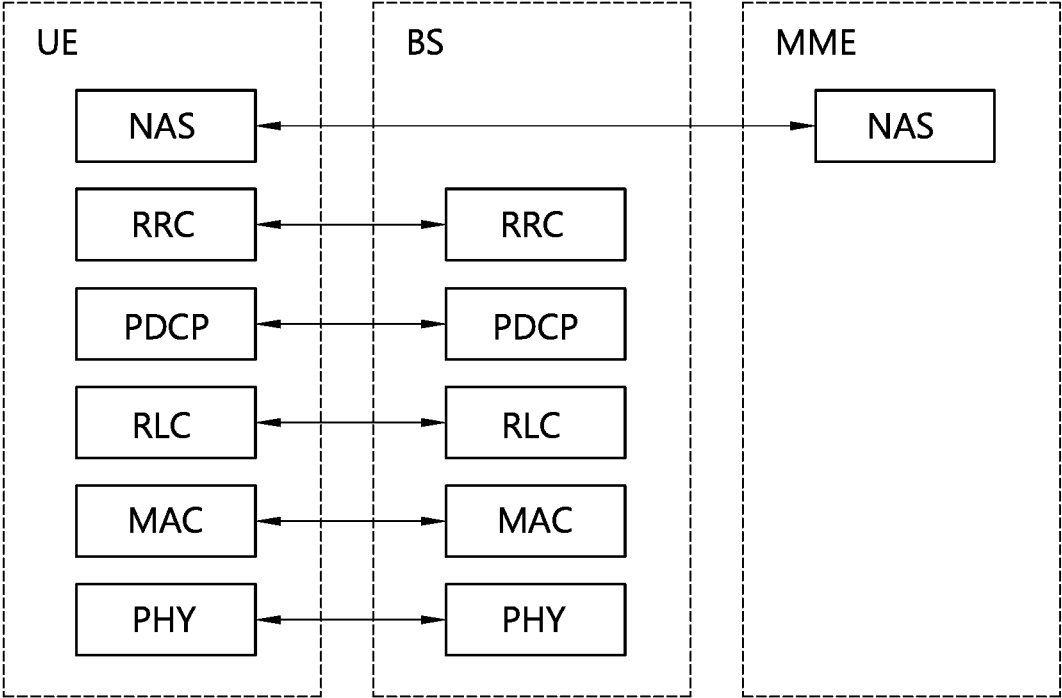 UE BS MME
NAS NAS
RRC RRC
PDCP PDCP
RLC RLC
MAC MAC
PHY PHY